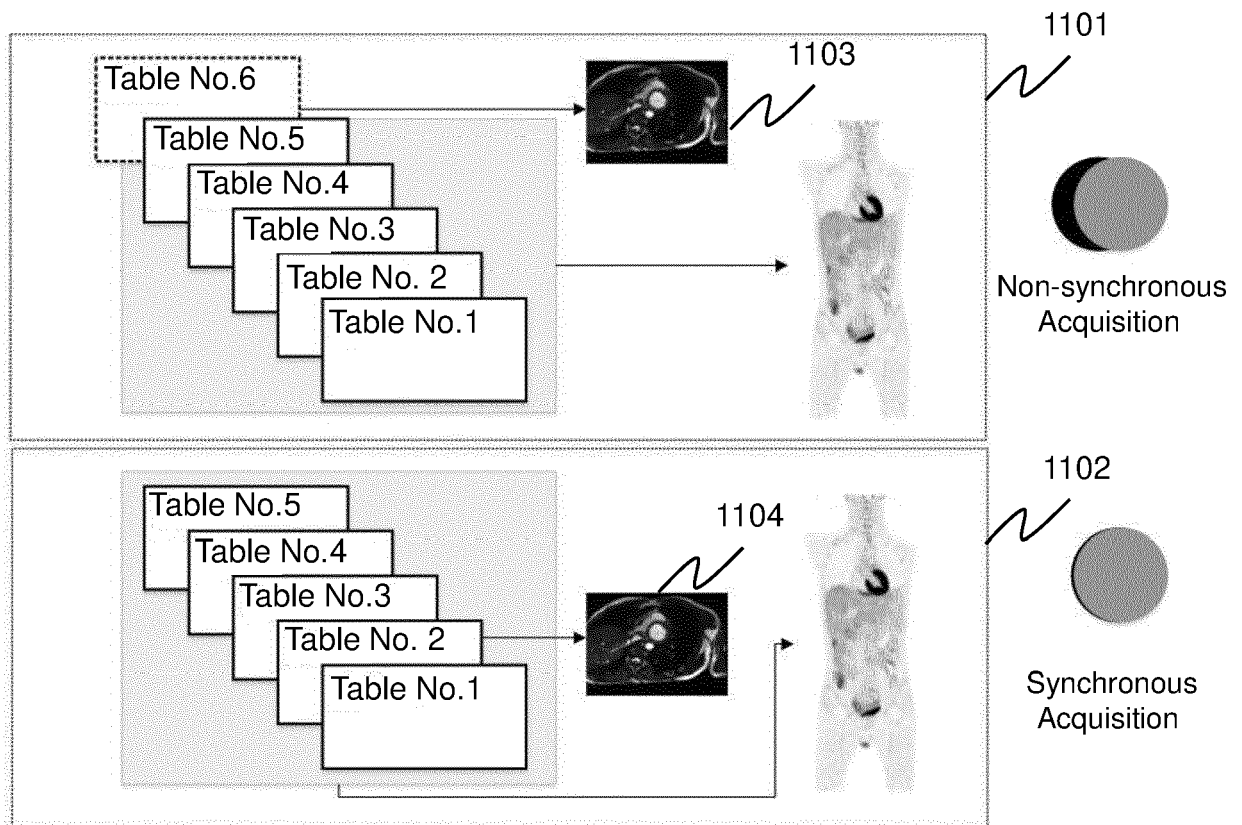 1101
1103
Table No.6
Table No.5
Table No.4
Table No.3
Table No. 2
Table No.1
Non-synchronous
Acquisition
1102
1104
Table No.5
Table No.4
Table No.3
Table No. 2
Table No.1
Synchronous
Acquisition